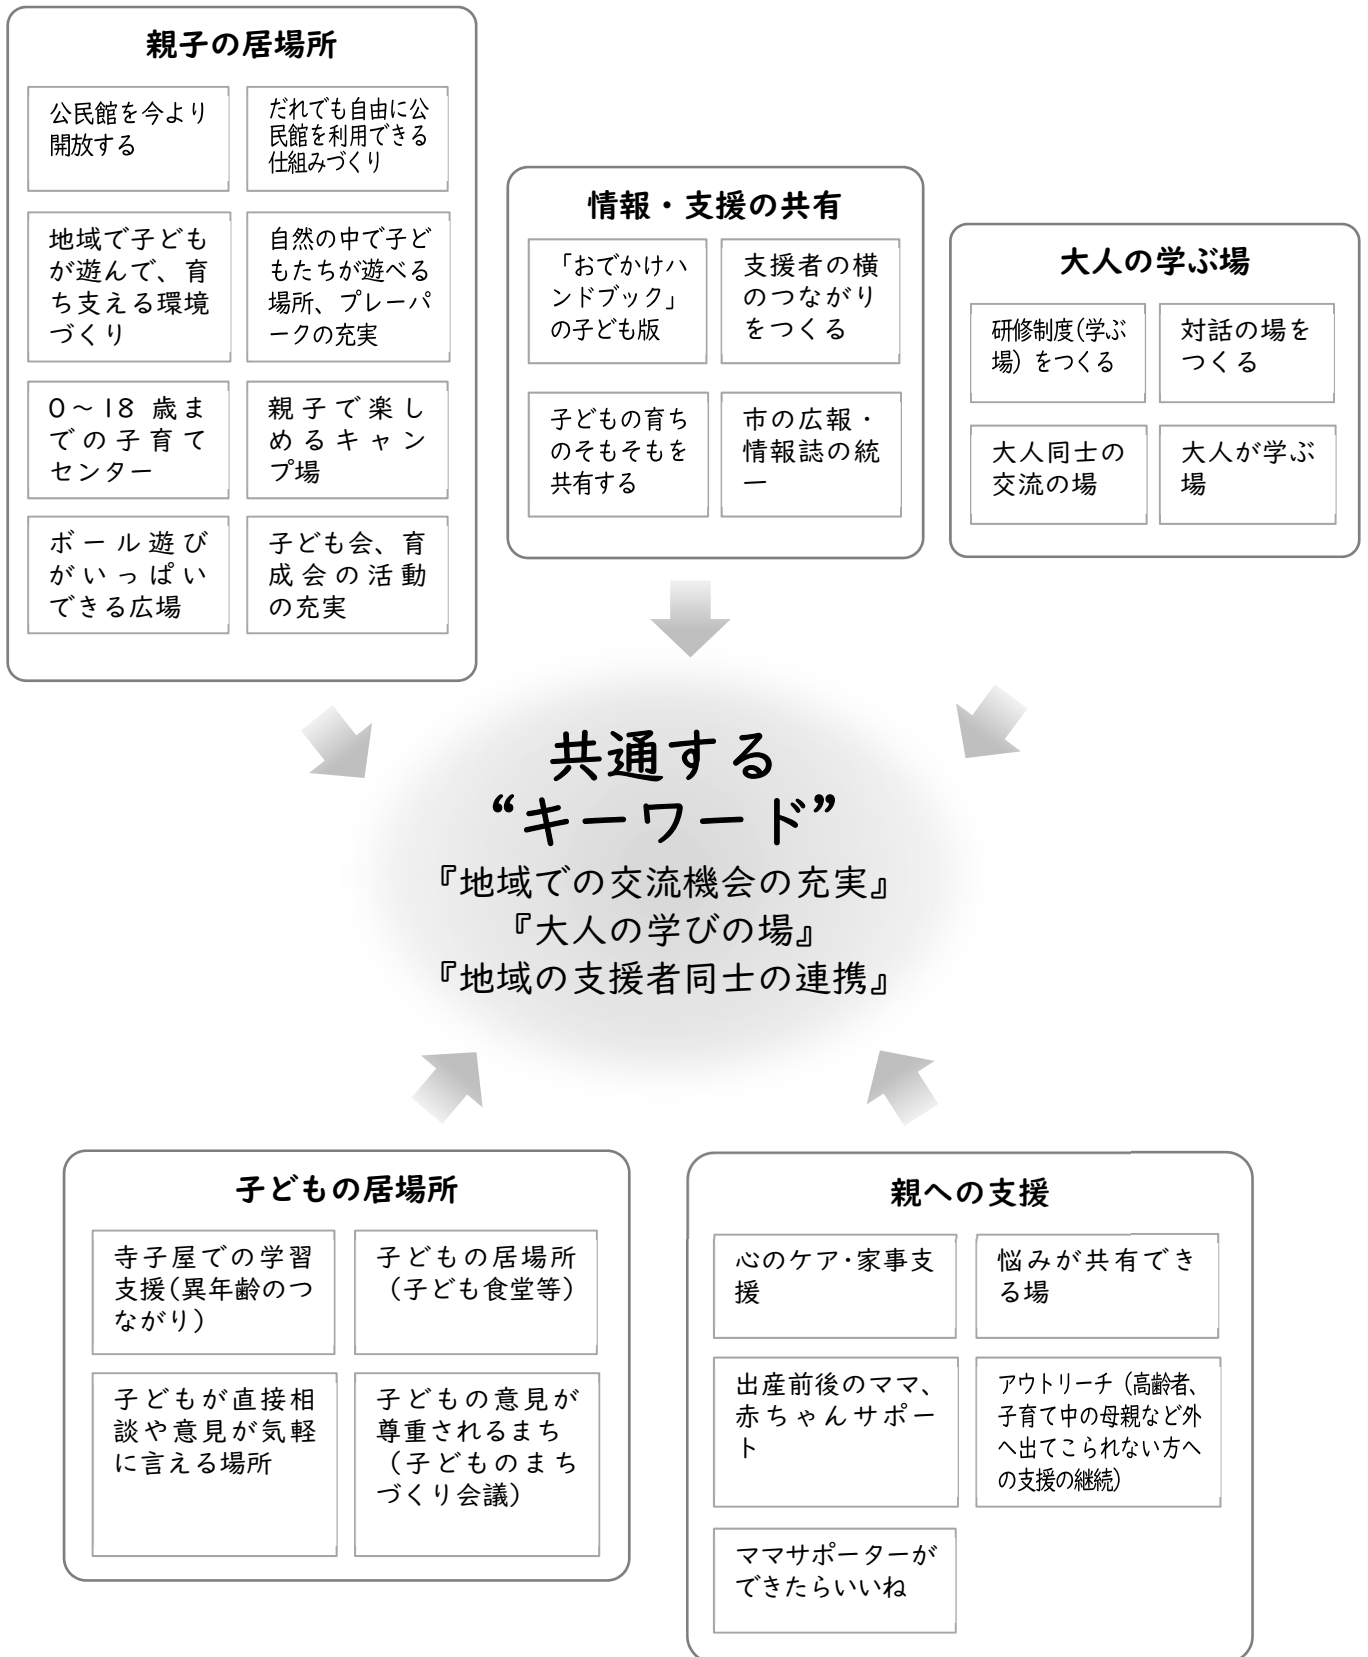 親子の居場所
公民館を今より
開放する
だれでも自由に公
民館を利用できる
仕組みづくり
地域で子ども
が遊んで、育
ち支える環境
づくり
自然の中で子ど
もたちが遊べる
場所、プレーパ
ークの充実
0～18 歳ま
での子育て
センター
親子で楽し
めるキャン
プ場
ボール遊び
がいっぱい
できる広場
子ども会、育
成会の活動
の充実
情報・支援の共有
「おでかけハ
ンドブック」
の子ども版
支援者の横
のつながり
をつくる
子どもの育ち
のそもそもを
共有する
市の広報・
情報誌の統
一
大人の学ぶ場
研修制度(学ぶ
場）をつくる
対話の場を
つくる
大人同士の
交流の場
大人が学ぶ
場
共通する
“キーワード”
『地域での交流機会の充実』
『大人の学びの場』
『地域の支援者同士の連携』
子どもの居場所
寺子屋での学習
支援(異年齢のつ
ながり）
子どもの居場所
（子ども食堂等）
子どもが直接相
談や意見が気軽
に言える場所
子どもの意見が
尊重されるまち
（子どものまち
づくり会議）
親への支援
心のケア・家事支
援
悩みが共有でき
る場
出産前後のママ、
赤ちゃんサポー
ト
アウトリーチ（高齢者、
子育て中の母親など外
へ出てこられない方へ
の支援の継続）
ママサポーターが
できたらいいね